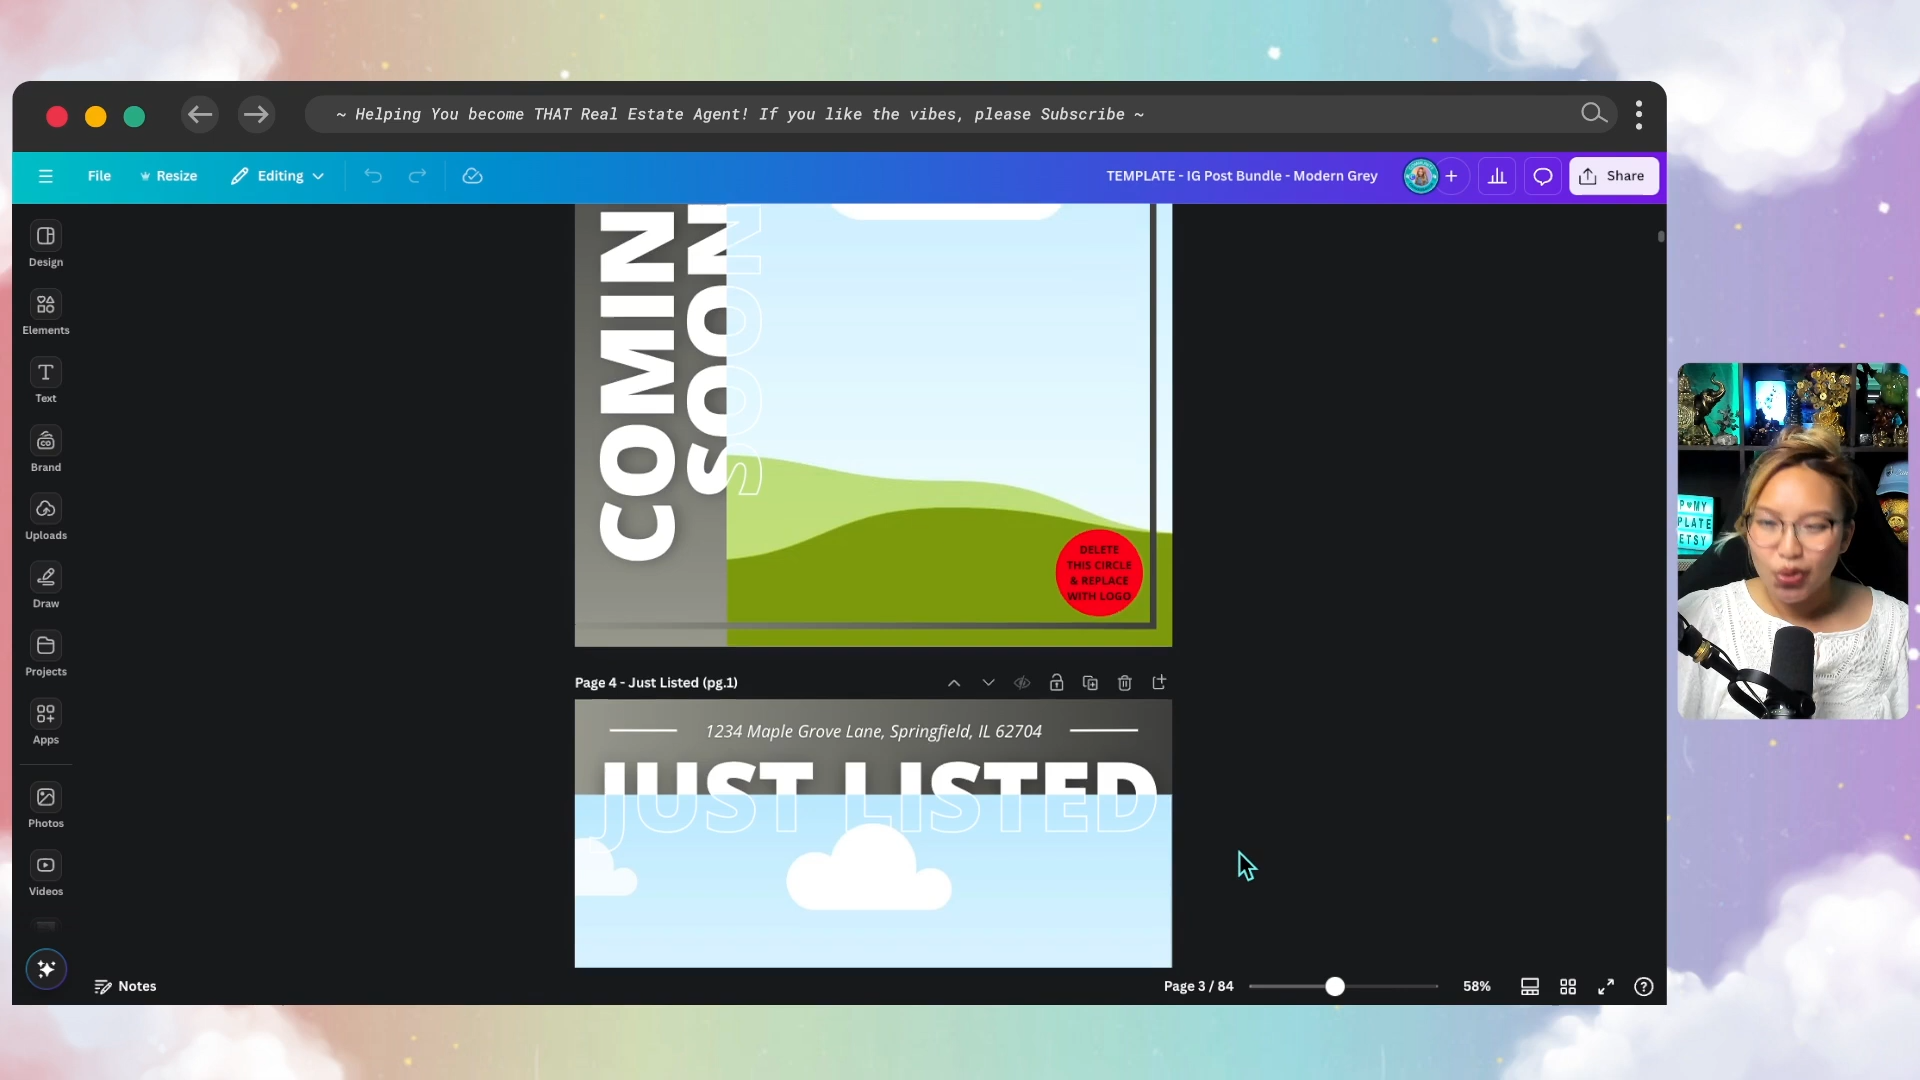 ~ Helping You become THAT Real Estate Agent! If you like the vibes, please Subscribe ~
File
Resize
Editing
TEMPLATE - IG Post Bundle - Modern Grey
Share
Design
Elements
Text
Brand
Uploads
Draw
Projects
Apps
Photos
Videos
COMIN
SOON
DELETE
THIS CIRCLE
& REPLACE
WITH LOGO
Page 4 - Just Listed (pg.1)
1234 Maple Grove Lane, Springfield, IL 62704
JUST LISTED
Notes
Page 3 / 84
58%
P♥MY
PLATE
ETSY